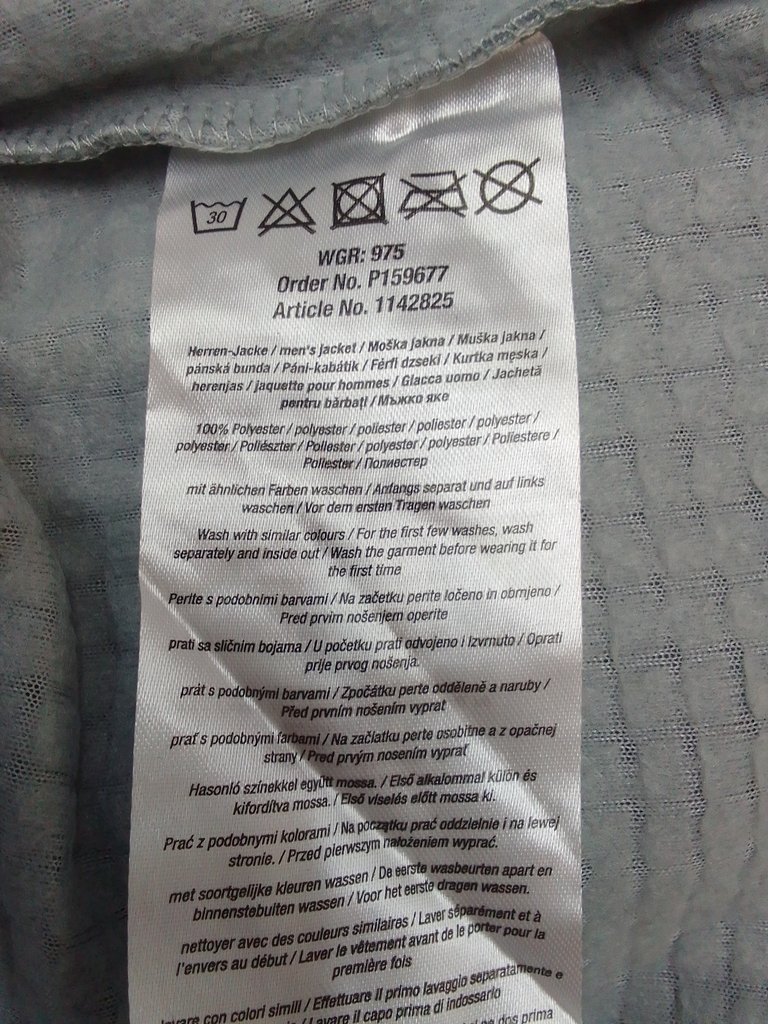 30
WGR: 975
Order No. P159677
Article No. 1142825
Herren-Jacke / men's jacket / Moška jakna / Muška jakna /
pánská bunda / Páni-kabátik / Férfi dzseki / Kurtka męska /
herenjas / jaquette pour hommes / Giacca uomo / Jachetă
pentru bărbați / Мъжко яке
100% Polyester / polyester / poliester / poliester / polyester /
polyester / Poliészter / Poliester / polyester / polyester / Poliestere /
Poliester / Полиестер
mit ähnlichen Farben waschen / Anfangs separat und auf links
waschen / Vor dem ersten Tragen waschen
Wash with similar colours / For the first few washes, wash
separately and inside out / Wash the garment before wearing it for
the first time
Perite s podobnimi barvami / Na začetku perite ločeno in obrnjeno /
Pred prvim nošenjem operite
prati sa sličnim bojama / U početku prati odvojeno i izvrnuto / Oprati
prije prvog nošenja.
prát s podobnými barvami / Zpočátku perte odděleně a naruby /
Před prvním nošením vyprat
prať s podobnými farbami / Na začiatku perte osobitne a z opačnej
strany / Pred prvým nosením vyprať
Hasonló színekkel együtt mossa. / Első alkalommal külön és
kifordítva mossa. / Első viselés előtt mossa ki.
Prać z podobnymi kolorami / Na początku prać oddzielnie i na lewej
stronie. / Przed pierwszym nałożeniem wyprać.
met soortgelijke kleuren wassen / De eerste wasbeurten apart en
binnenstebuiten wassen / Voor het eerste dragen wassen.
nettoyer avec des couleurs similaires / Laver séparément et à
l'envers au début / Laver le vêtement avant de le porter pour la
première fois
lavare con colori simili / Effettuare il primo lavaggio separatamente e
/ Lavare il capo prima di indossarlo
dos prima